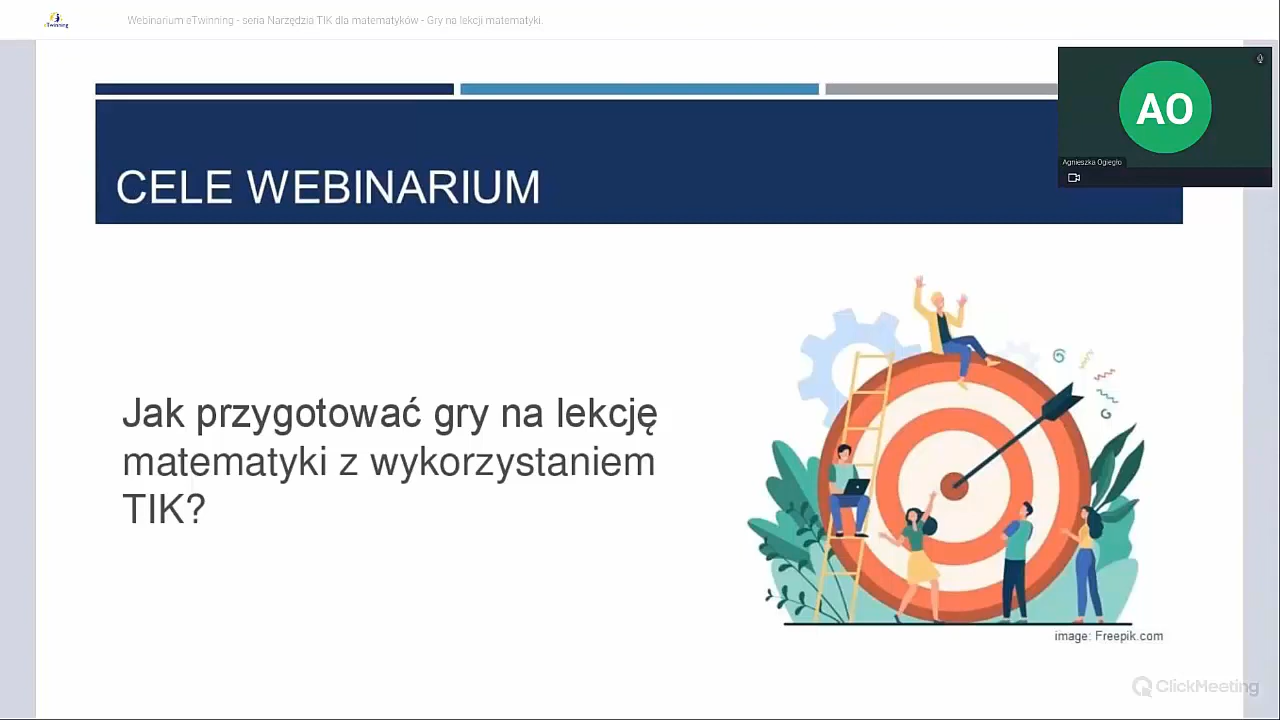 eTwinning
Webinarium eTwinning - seria Narzędzia TIK dla matematyków - Gry na lekcji matematyki.
AO
Agnieszka Ogiegło
CELE WEBINARIUM
Jak przygotować gry na lekcję
matematyki z wykorzystaniem
TIK?
image: Freepik.com
ClickMeeting